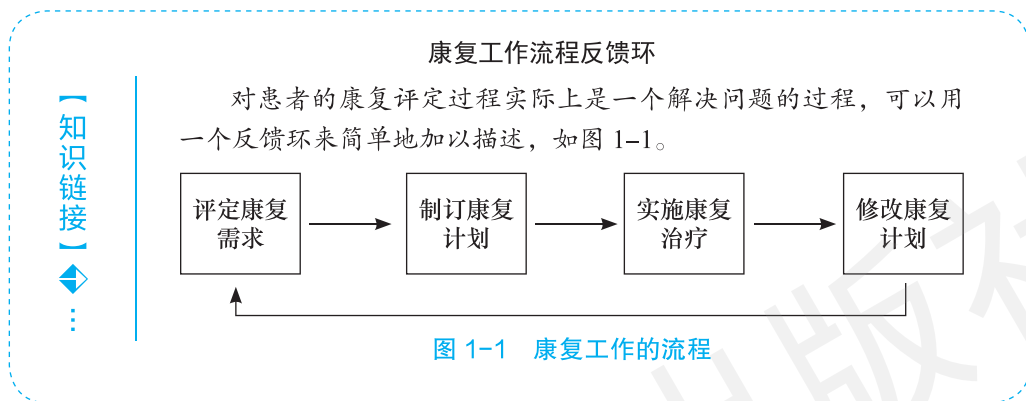 康复工作流程反馈环
【知识链接】
对患者的康复评定过程实际上是一个解决问题的过程，可以用
一个反馈环来简单地加以描述，如图 1-1。
评定康复
需求
制订康复
计划
实施康复
治疗
修改康复
计划
图 1-1 康复工作的流程
出版社